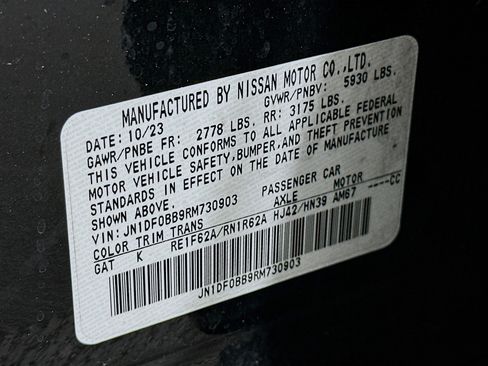 MANUFACTURED BY NISSAN MOTOR CO.,LTD.
DATE: 10/23 GVWR/PNBV: 5930 LBS.
GAWR/PNBE FR: 2778 LBS. RR: 3175 LBS.
THIS VEHICLE CONFORMS TO ALL APPLICABLE FEDERAL
MOTOR VEHICLE SAFETY,BUMPER,AND THEFT PREVENTION
STANDARDS IN EFFECT ON THE DATE OF MANUFACTURE
SHOWN ABOVE.
VIN: JN1DF0BB9RM730903 PASSENGER CAR
COLOR TRIM TRANS AXLE MOTOR ----CC
GAT K RE1F62A/RN1R62A HJ42/HN39 AM67
JN1DF0BB9RM730903